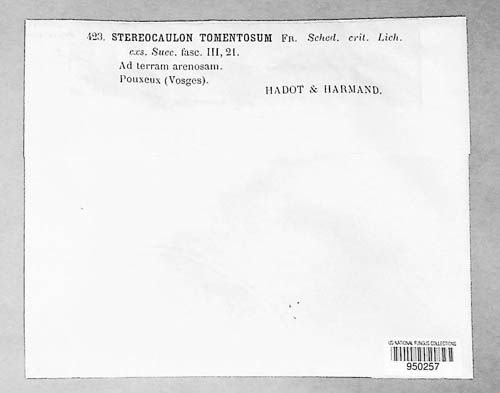 423. STEREOCAULON TOMENTOSUM Fr. Sched. crit. Lich.
exs. Suec. fasc. III, 21.
Ad terram arenosam.
Pouxeux (Vosges).
HADOT & HARMAND.
US NATIONAL FUNGUS COLLECTIONS
950257